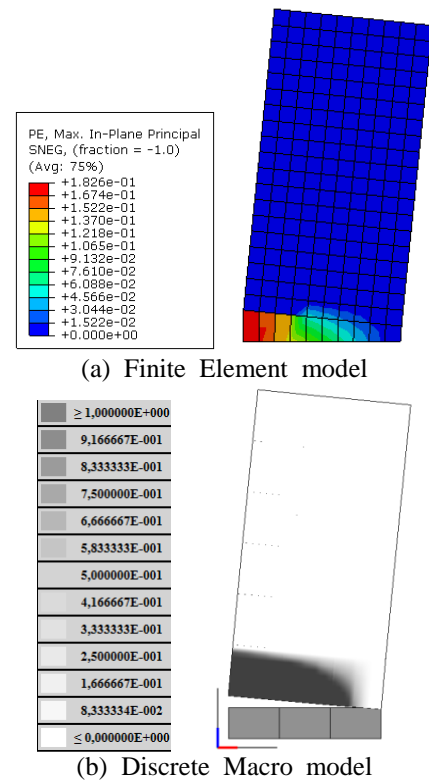 PE, Max. In-Plane Principal
SNEG, (fraction = -1.0)
(Avg: 75%)
+1.826e-01
+1.674e-01
+1.522e-01
+1.370e-01
+1.218e-01
+1.065e-01
+9.132e-02
+7.610e-02
+6.088e-02
+4.566e-02
+3.044e-02
+1.522e-02
+0.000e+00
(a) Finite Element model
≥ 1,000000E+000
9,166667E-001
8,333333E-001
7,500000E-001
6,666667E-001
5,833333E-001
5,000000E-001
4,166667E-001
3,333333E-001
2,500000E-001
1,666667E-001
8,333334E-002
≤ 0,000000E+000
(b) Discrete Macro model